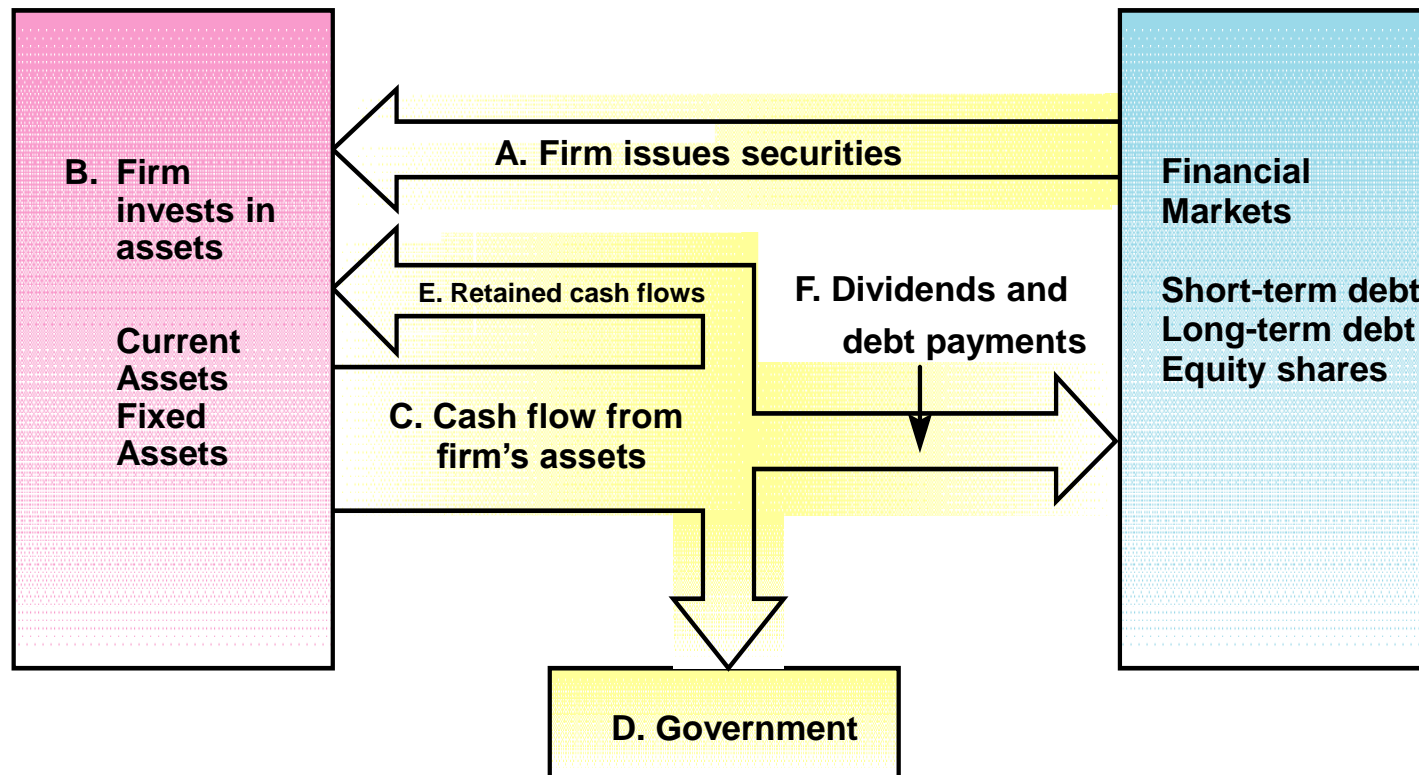 A. Firm issues securities
B. Firm
invests in
assets
Current
Assets
Fixed
Assets
E. Retained cash flows
C. Cash flow from
firm’s assets
F. Dividends and
debt payments
Financial
Markets
Short-term debt
Long-term debt
Equity shares
D. Government